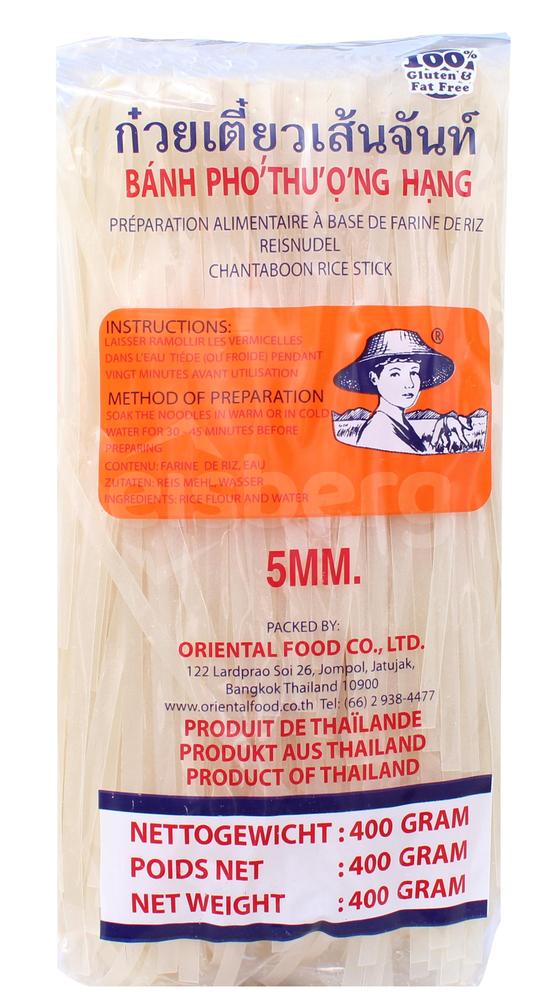 100%
Gluten &
Fat Free
ก๋วยเตี๋ยวเส้นจันท์
BÁNH PHO'THU'Ợ'NG HẠNG
PRÉPARATION ALIMENTAIRE À BASE DE FARINE DE RIZ
REISNUDEL
CHANTABOON RICE STICK
INSTRUCTIONS:
LAISSER RAMOLLIR LES VERMICELLES
DANS L'EAU TIÉDE (OU FROIDE) PENDANT
VINGT MINUTES AVANT UTILISATION
METHOD OF PREPARATION
SOAK THE NOODLES IN WARM OR IN COLD
WATER FOR 30 - 45 MINUTES BEFORE
PREPARING
CONTENU: FARINE DE RIZ, EAU
ZUTATEN: REIS MEHL, WASSER
INGREDIENTS: RICE FLOUR AND WATER
®
eisberg
5MM.
PACKED BY:
ORIENTAL FOOD CO., LTD.
122 Lardprao Soi 26, Jompol, Jatujak,
Bangkok Thailand 10900
www.orientalfood.co.th Tel: (66) 2 938-4477
PRODUIT DE THAÏLANDE
PRODUKT AUS THAILAND
PRODUCT OF THAILAND
NETTOGEWICHT : 400 GRAM
POIDS NET : 400 GRAM
NET WEIGHT : 400 GRAM